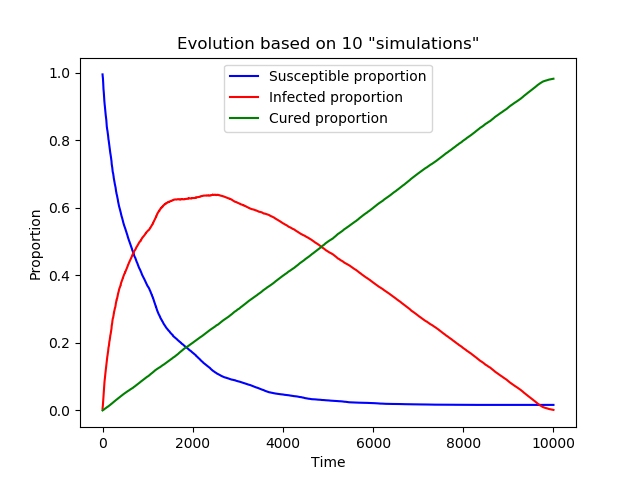 Evolution based on 10 "simulations"
Susceptible proportion
Infected proportion
Cured proportion
Proportion
1.0
0.8
0.6
0.4
0.2
0.0
0 2000 4000 6000 8000 10000
Time